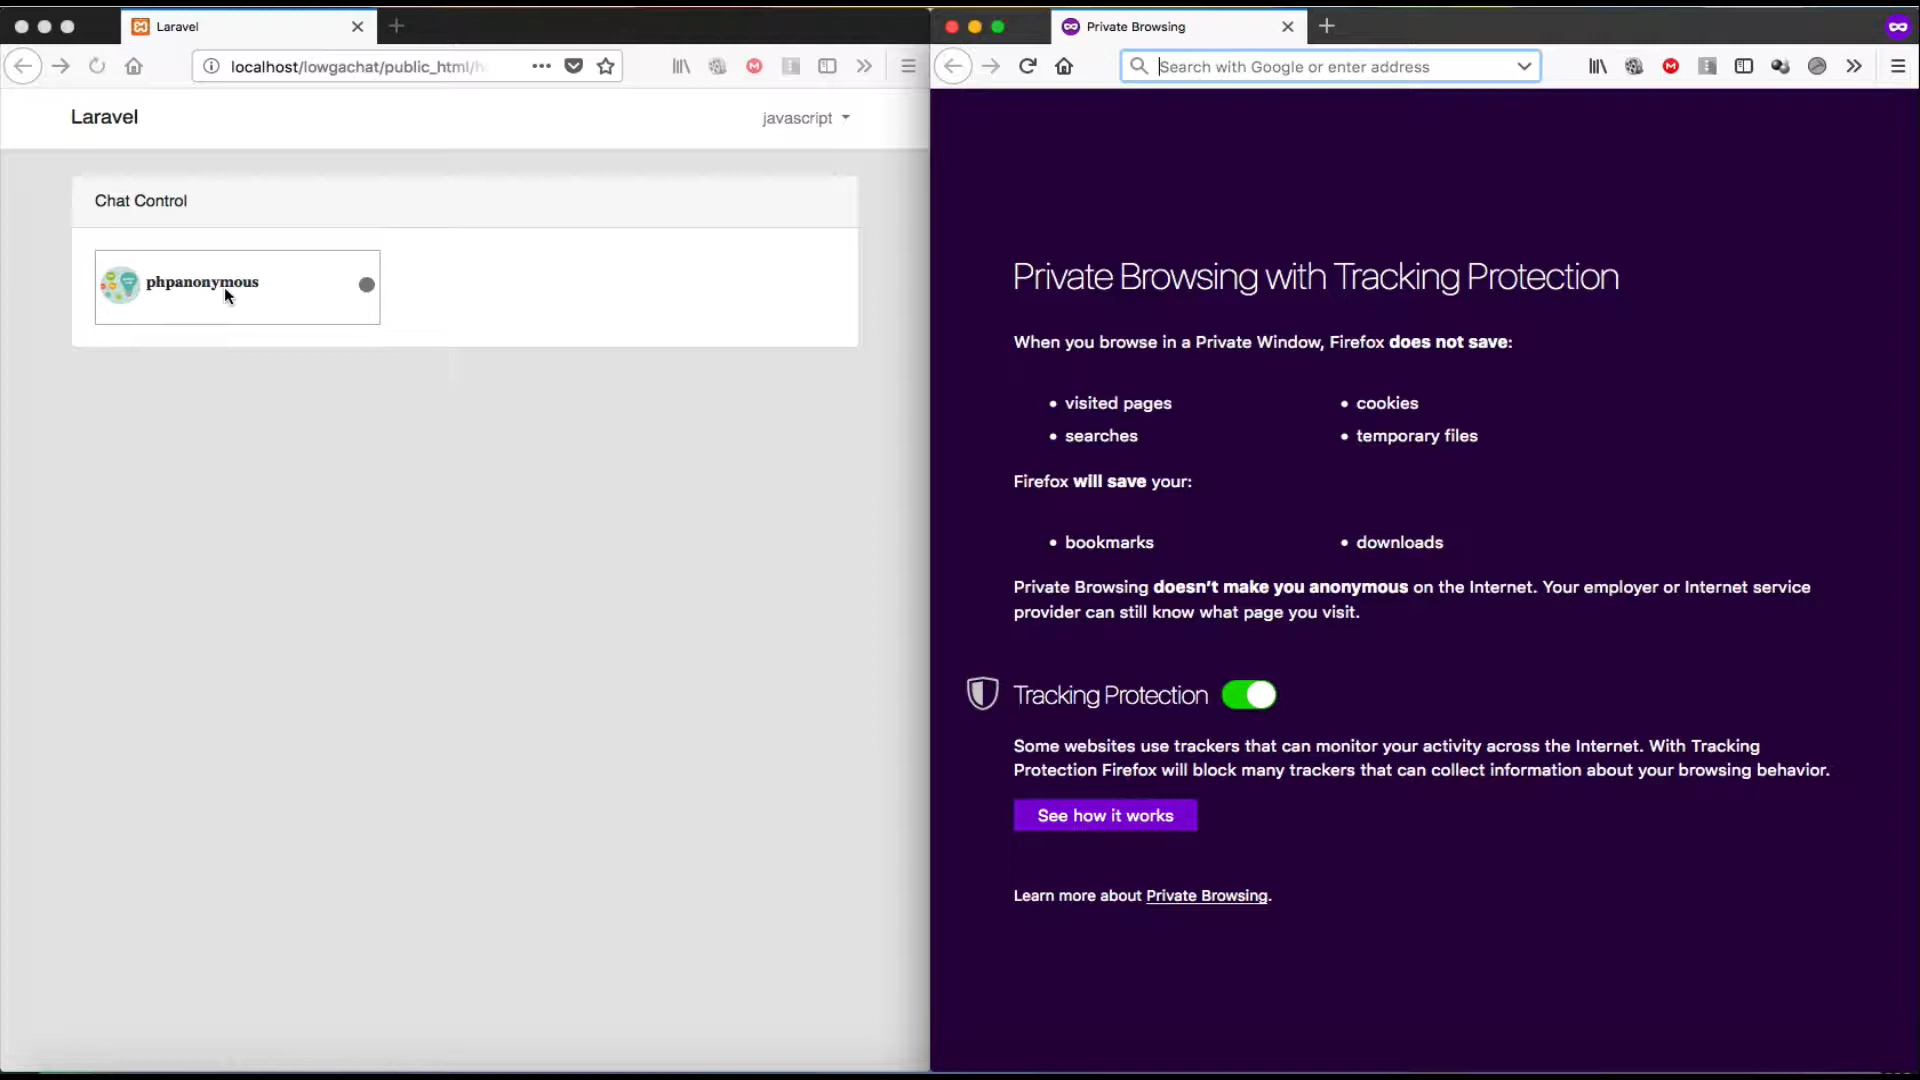 Laravel
localhost/lowgachat/public_html/h
Laravel
javascript
Chat Control
phpanonymous
Private Browsing
Search with Google or enter address
Private Browsing with Tracking Protection
When you browse in a Private Window, Firefox does not save:
• visited pages
• cookies
• searches
• temporary files
Firefox will save your:
• bookmarks
• downloads
Private Browsing doesn’t make you anonymous on the Internet. Your employer or Internet service
provider can still know what page you visit.
Tracking Protection
Some websites use trackers that can monitor your activity across the Internet. With Tracking
Protection Firefox will block many trackers that can collect information about your browsing behavior.
See how it works
Learn more about Private Browsing.